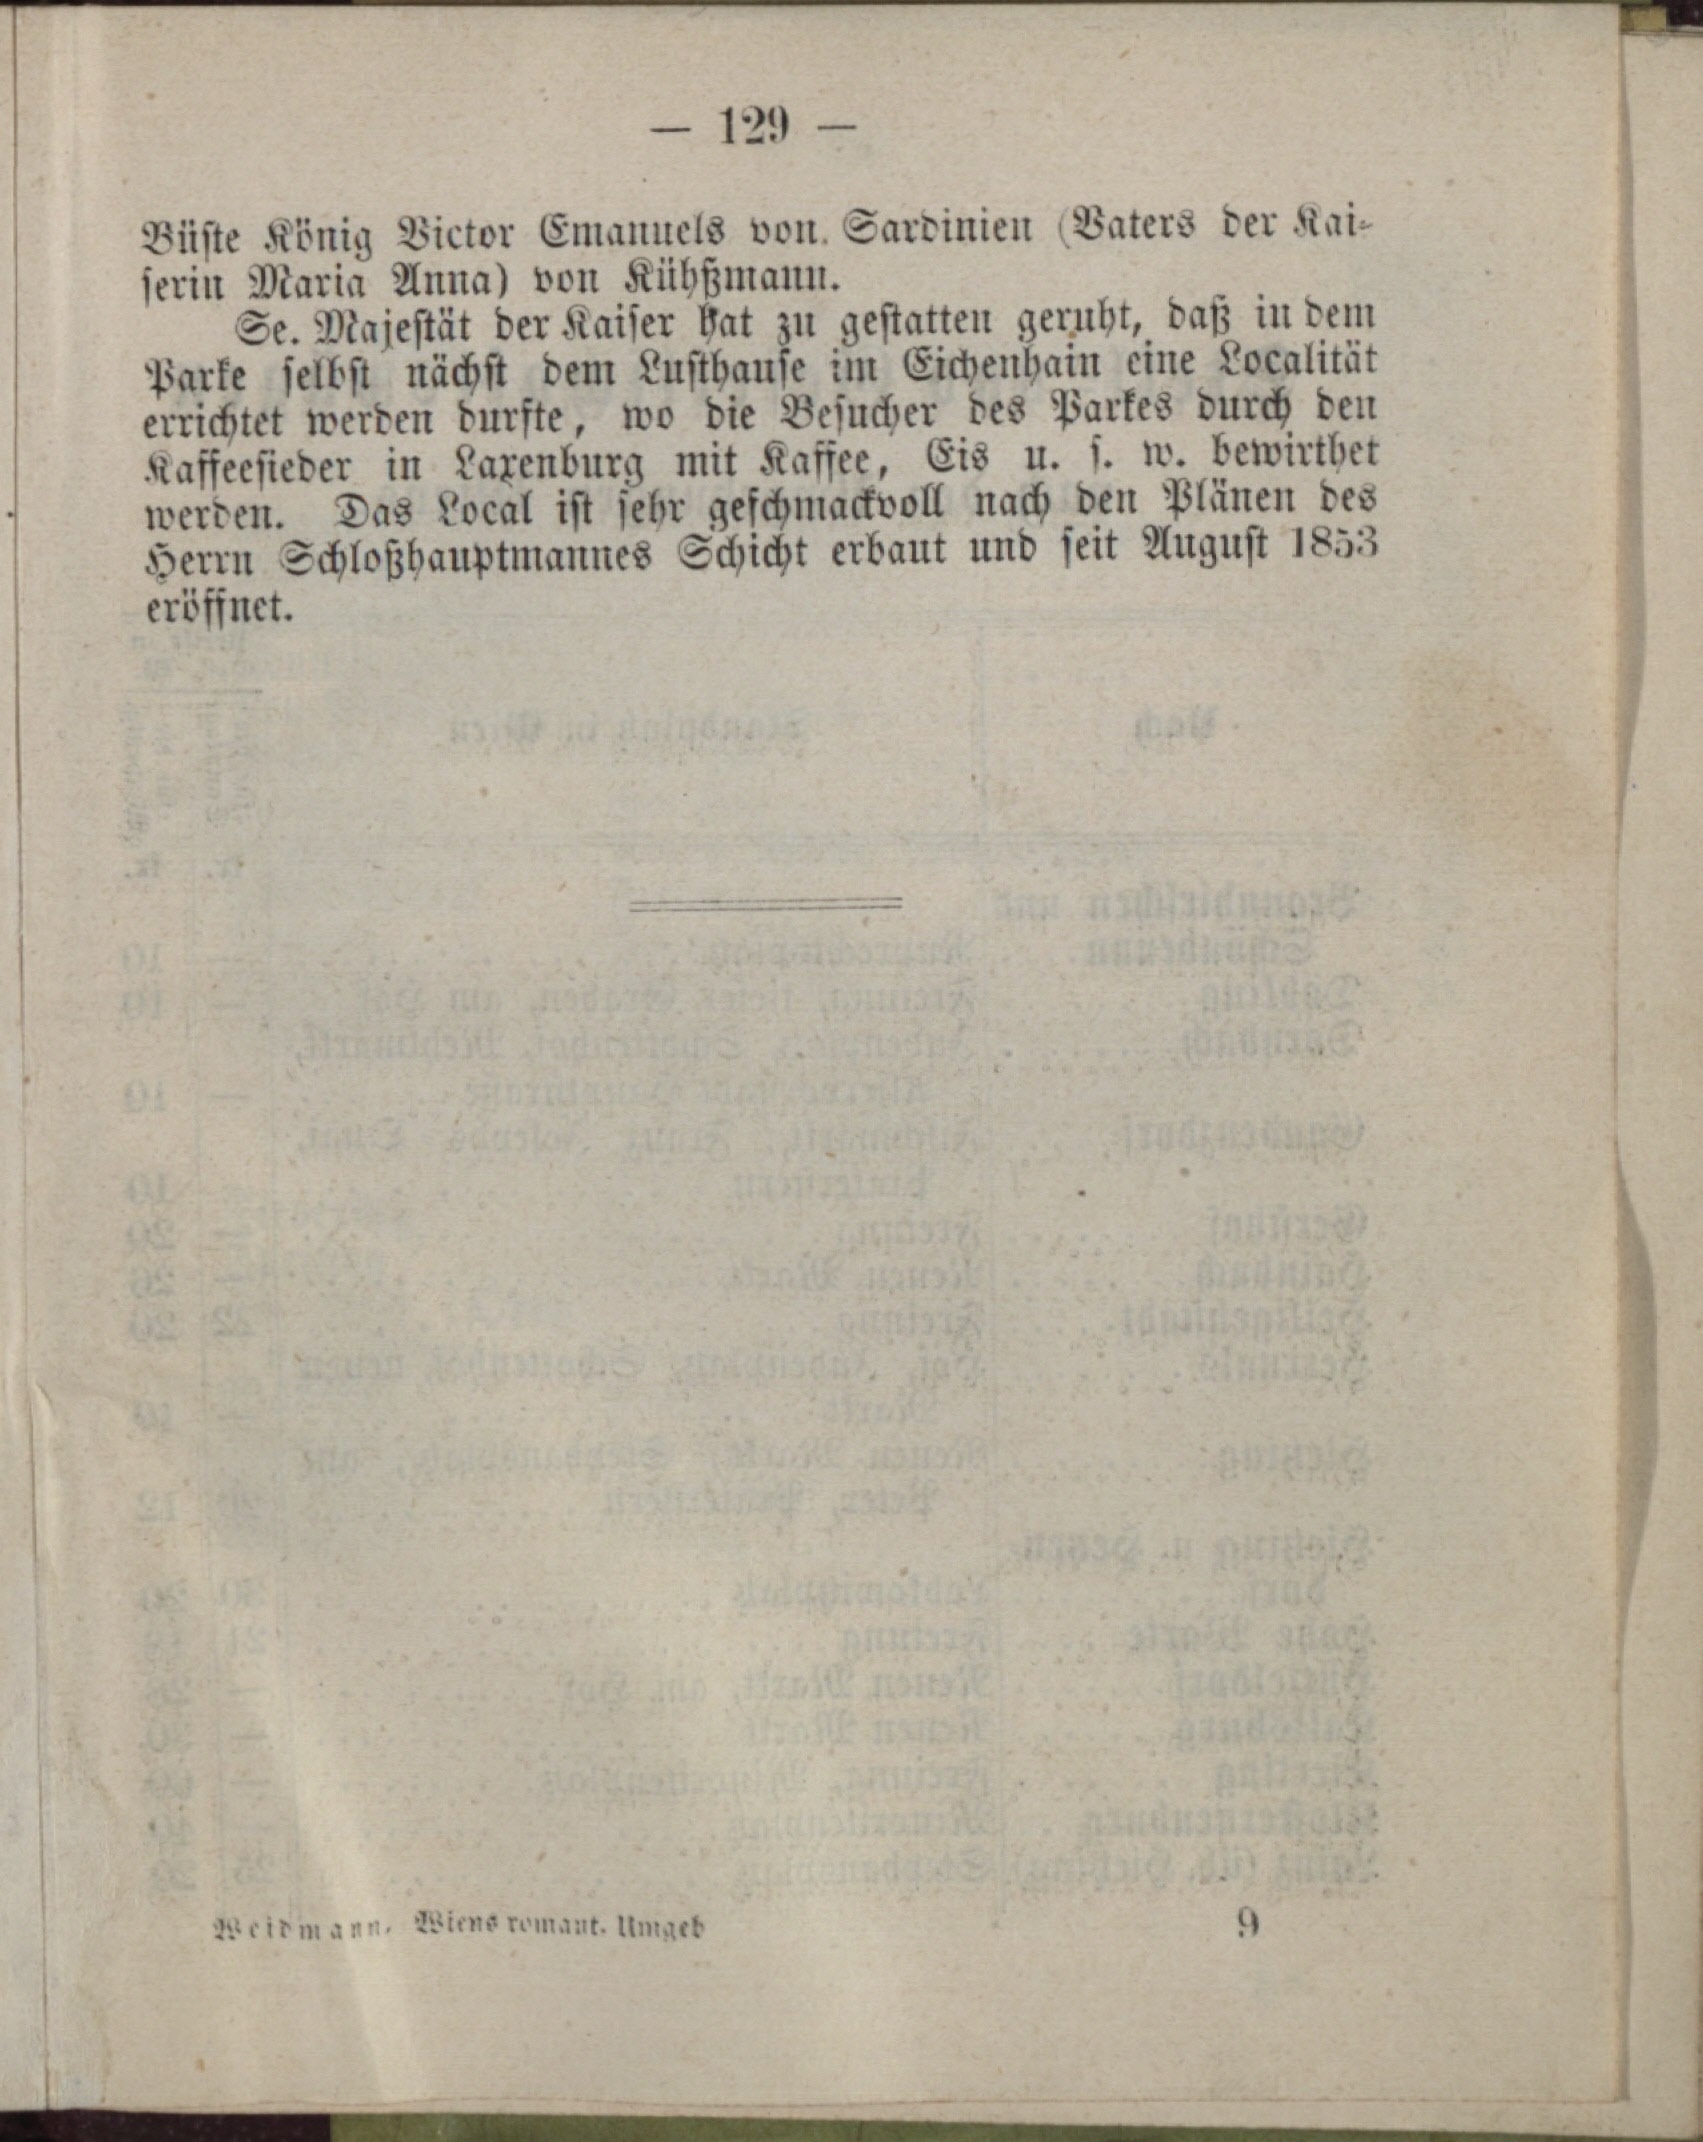 — 129 —
Büste König Victor Emanuels von Sardinien (Vaters der Kai-
serin Maria Anna) von Kühßmann.
Se. Majestät der Kaiser hat zu gestatten geruht, daß in dem
Parke selbst nächst dem Lusthause im Eichenhain eine Localität
errichtet werden durfte, wo die Besucher des Parkes durch den
Kaffeesieder in Laxenburg mit Kaffee, Eis u. s. w. bewirthet
werden. Das Local ist sehr geschmackvoll nach den Plänen des
Herrn Schloßhauptmannes Schicht erbaut und seit August 1853
eröffnet.
Weidmann. Wiens romant. Umgeb 9